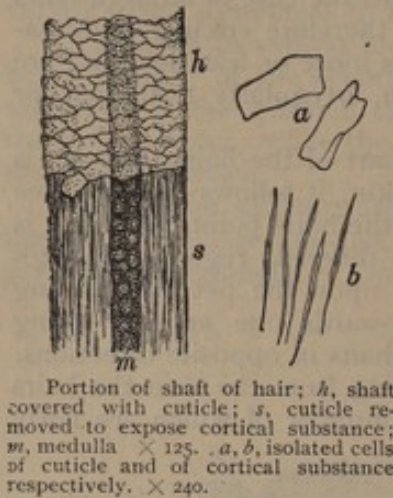 h
a
s
b
m
Portion of shaft of hair; h, shaft
covered with cuticle; s, cuticle re-
moved to expose cortical substance;
m, medulla × 125. a, b, isolated cells
of cuticle and of cortical substance
respectively. × 240.